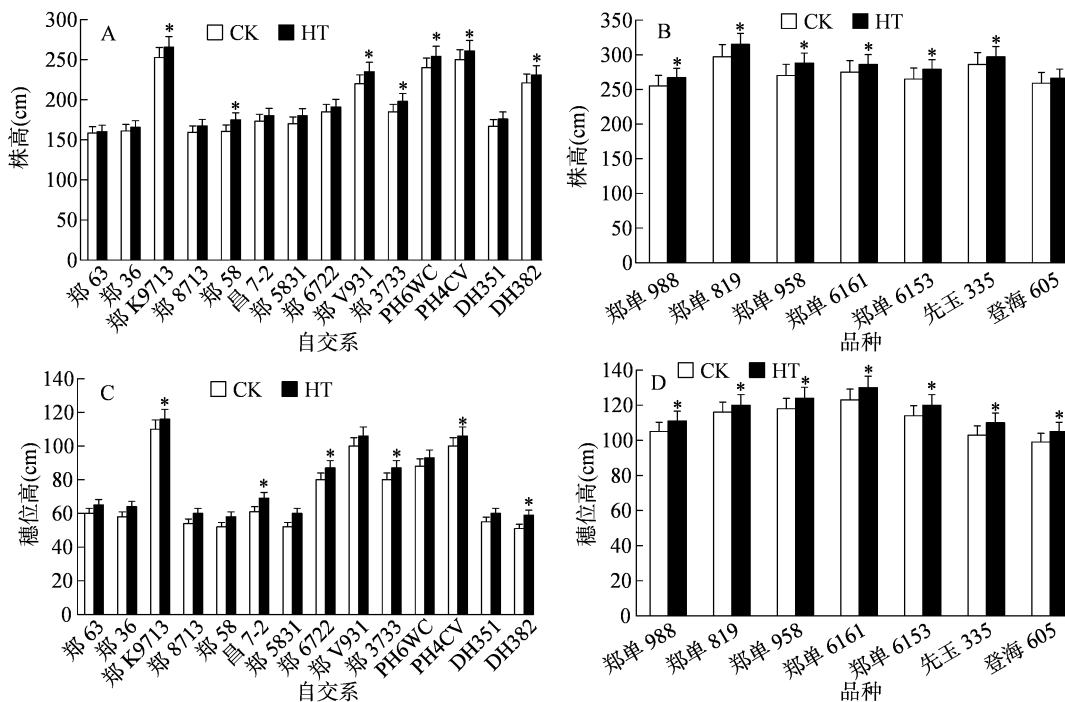 A
CK HT
株高(cm)
300
250
200
150
100
50
0
*
*
*
*
*
*
*
郑 63
郑 36
郑 K9713
郑 8713
郑 58
昌 7-2
郑 5831
郑 6722
郑 V931
郑 3733
PH6WC
PH4CV
DH351
DH382
自交系
B
CK HT
株高(cm)
350
300
250
200
150
100
50
0
*
*
*
*
*
*
郑单 988
郑单 819
郑单 958
郑单 6161
郑单 6153
先玉 335
登海 605
品种
C
CK HT
穗位高(cm)
140
120
100
80
60
40
20
0
*
*
*
*
*
*
郑 63
郑 36
郑 K9713
郑 8713
郑 58
昌 7-2
郑 5831
郑 6722
郑 V931
郑 3733
PH6WC
PH4CV
DH351
DH382
自交系
D
CK HT
穗位高(cm)
140
120
100
80
60
40
20
0
*
*
*
*
*
*
*
郑单 988
郑单 819
郑单 958
郑单 6161
郑单 6153
先玉 335
登海 605
品种